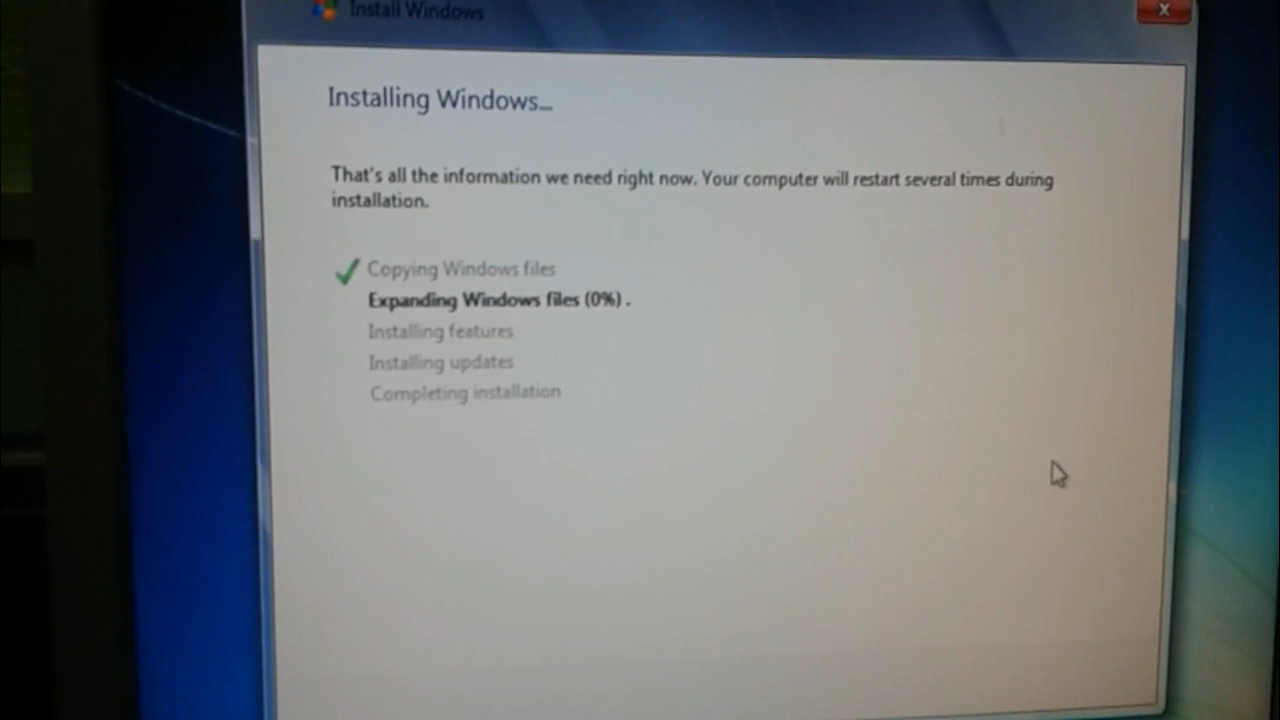 Install Windows
Installing Windows...
That's all the information we need right now. Your computer will restart several times during
installation.
Copying Windows files
Expanding Windows files (0%) .
Installing features
Installing updates
Completing installation